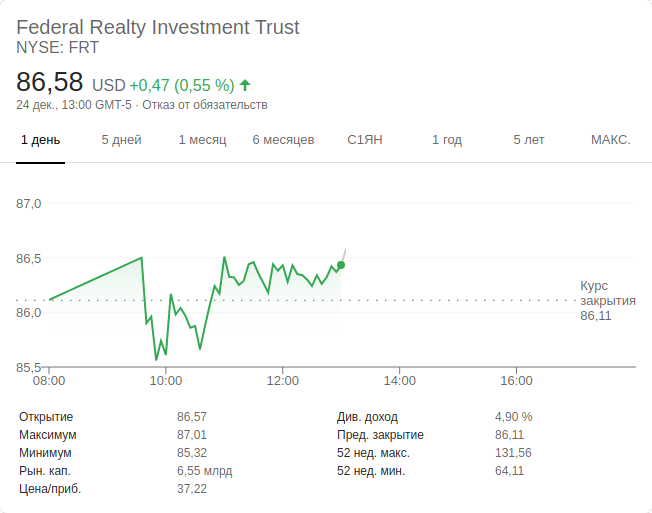 Federal Realty Investment Trust
NYSE: FRT
86,58 USD +0,47 (0,55 %)
24 дек., 13:00 GMT-5 · Отказ от обязательств
1 день 5 дней 1 месяц 6 месяцев С1ЯН 1 год 5 лет МАКС.
87,0
86,5
Курс
закрытия
86,11
86,0
85,5
08:00 10:00 12:00 14:00 16:00
Открытие 86,57 Див. доход 4,90 %
Максимум 87,01 Пред. закрытие 86,11
Минимум 85,32 52 нед. макс. 131,56
Рын. кап. 6,55 млрд 52 нед. мин. 64,11
Цена/приб. 37,22